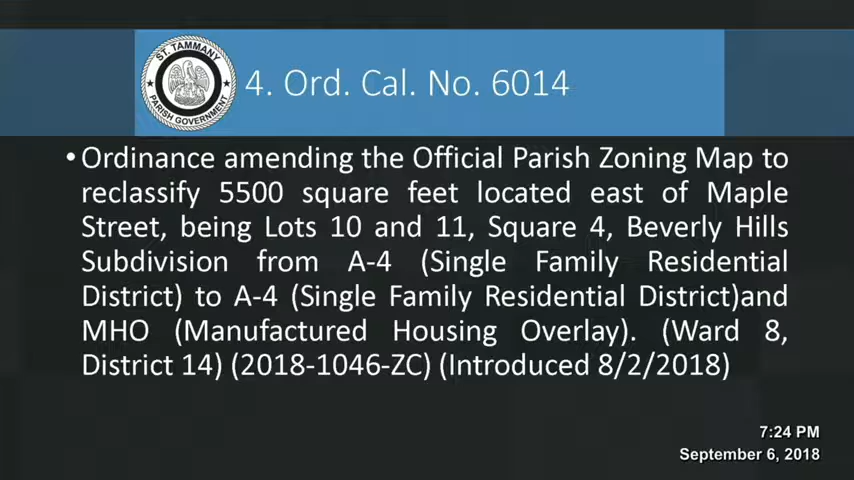 ST. TAMMANY
PARISH GOVERNMENT
4. Ord. Cal. No. 6014
• Ordinance amending the Official Parish Zoning Map to
reclassify 5500 square feet located east of Maple
Street, being Lots 10 and 11, Square 4, Beverly Hills
Subdivision from A-4 (Single Family Residential
District) to A-4 (Single Family Residential District)and
MHO (Manufactured Housing Overlay). (Ward 8,
District 14) (2018-1046-ZC) (Introduced 8/2/2018)
7:24 PM
September 6, 2018